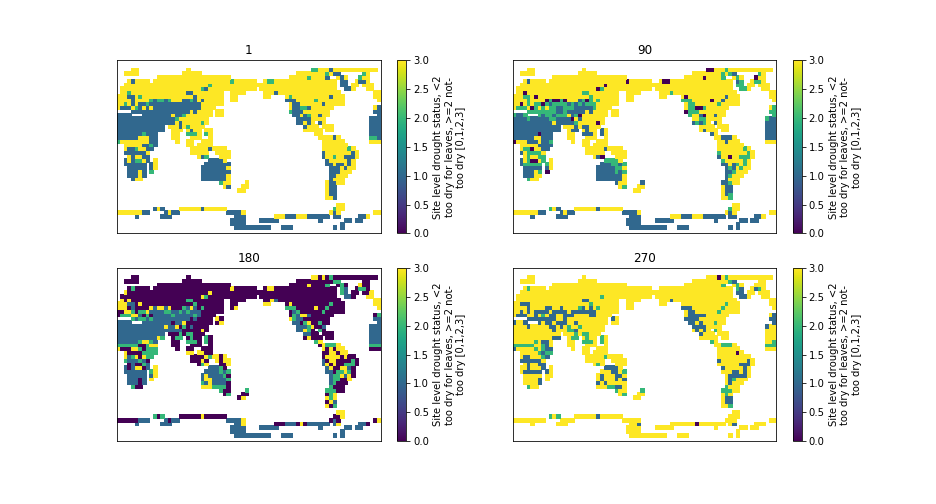 1
3.0
2.5
2.0
1.5
1.0
0.5
0.0
Site level drought status, <2
too dry for leaves, >=2 not-
too dry [0,1,2,3]
90
3.0
2.5
2.0
1.5
1.0
0.5
0.0
Site level drought status, <2
too dry for leaves, >=2 not-
too dry [0,1,2,3]
180
3.0
2.5
2.0
1.5
1.0
0.5
0.0
Site level drought status, <2
too dry for leaves, >=2 not-
too dry [0,1,2,3]
270
3.0
2.5
2.0
1.5
1.0
0.5
0.0
Site level drought status, <2
too dry for leaves, >=2 not-
too dry [0,1,2,3]